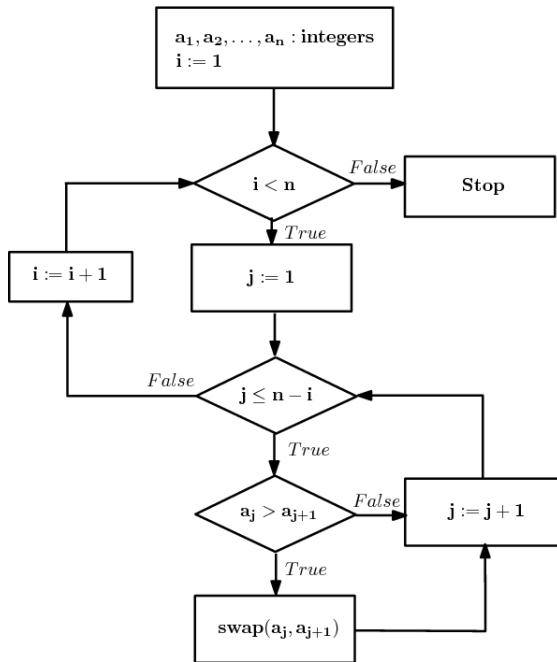 a₁, a₂, . . . , aₙ : integers
i := 1
i < n
False
Stop
True
i := i + 1
j := 1
False
j ≤ n − i
True
aⱼ > aⱼ₊₁
False
j := j + 1
True
swap(aⱼ, aⱼ₊₁)